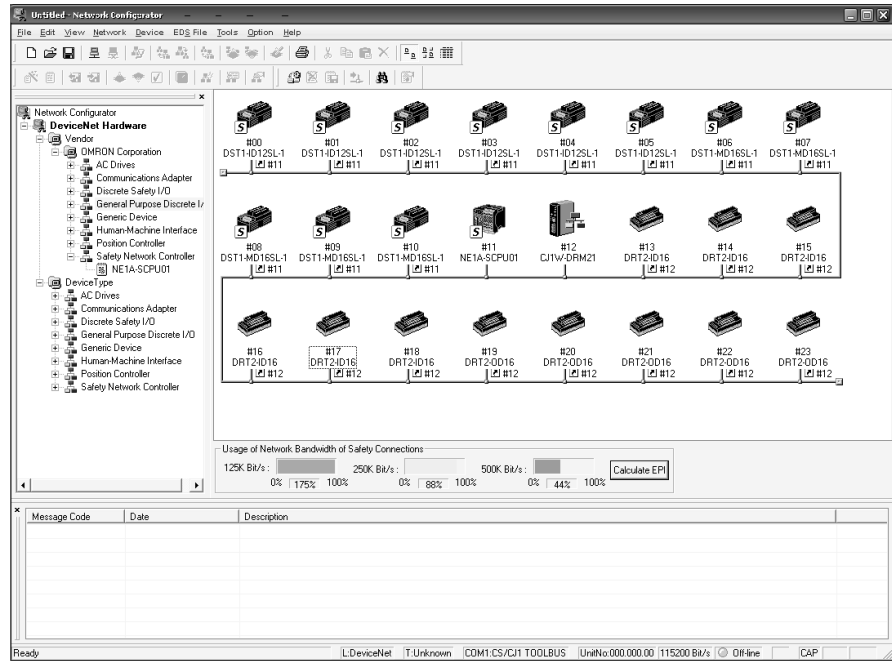 Untitled - Network Configurator
File Edit View Network Device EDS File Tools Option Help
Network Configurator
DeviceNet Hardware
Vendor
OMRON Corporation
AC Drives
Communications Adapter
Discrete Safety I/O
General Purpose Discrete I/
Generic Device
Human-Machine Interface
Position Controller
Safety Network Controller
NE1A-SCPU01
DeviceType
AC Drives
Communications Adapter
Discrete Safety I/O
General Purpose Discrete I/O
Generic Device
Human-Machine Interface
Position Controller
Safety Network Controller
S S S S S S S S
#00 #01 #02 #03 #04 #05 #06 #07
DST1-ID12SL-1 DST1-ID12SL-1 DST1-ID12SL-1 DST1-ID12SL-1 DST1-ID12SL-1 DST1-ID12SL-1 DST1-MD16SL-1 DST1-MD16SL-1
#11 #11 #11 #11 #11 #11 #11 #11
S S S S
#08 #09 #10 #11 #12 #13 #14 #15
DST1-MD16SL-1 DST1-MD16SL-1 DST1-MD16SL-1 NE1A-SCPU01 CJ1W-DRM21 DRT2-ID16 DRT2-ID16 DRT2-ID16
#11 #11 #11 #12 #12 #12
#16 #17 #18 #19 #20 #21 #22 #23
DRT2-ID16 DRT2-ID16 DRT2-ID16 DRT2-OD16 DRT2-OD16 DRT2-OD16 DRT2-OD16 DRT2-OD16
#12 #12 #12 #12 #12 #12 #12 #12
Usage of Network Bandwidth of Safety Connections
125K Bit/s : 250K Bit/s : 500K Bit/s : Calculate EPI
0% 175% 100% 0% 88% 100% 0% 44% 100%
Message Code Date Description
Ready L:DeviceNet T:Unknown COM1:CS/CJ1 TOOLBUS UnitNo:000.000.00 115200 Bit/s Off-line CAP